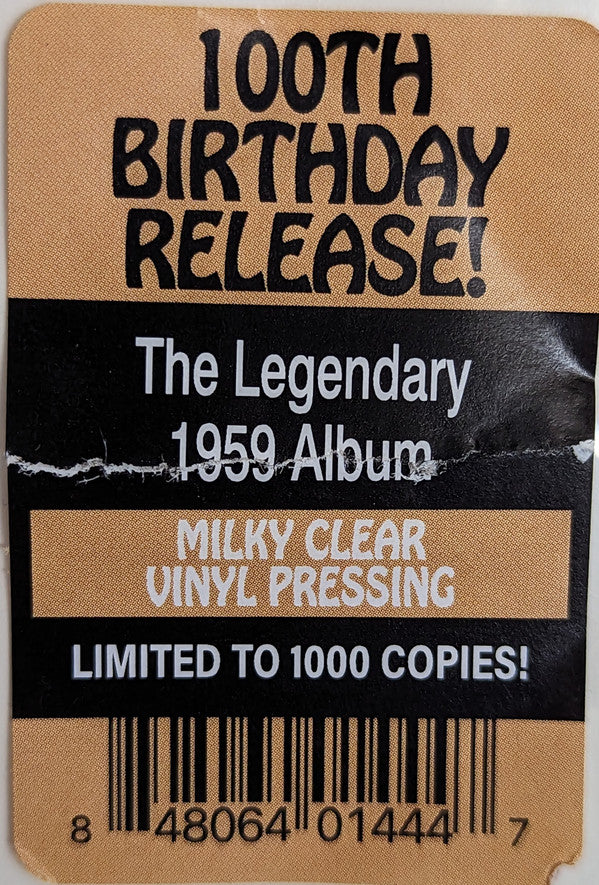 100TH
BIRTHDAY
RELEASE!
The Legendary
1959 Album
MILKY CLEAR
VINYL PRESSING
LIMITED TO 1000 COPIES!
8 48064 01444 7